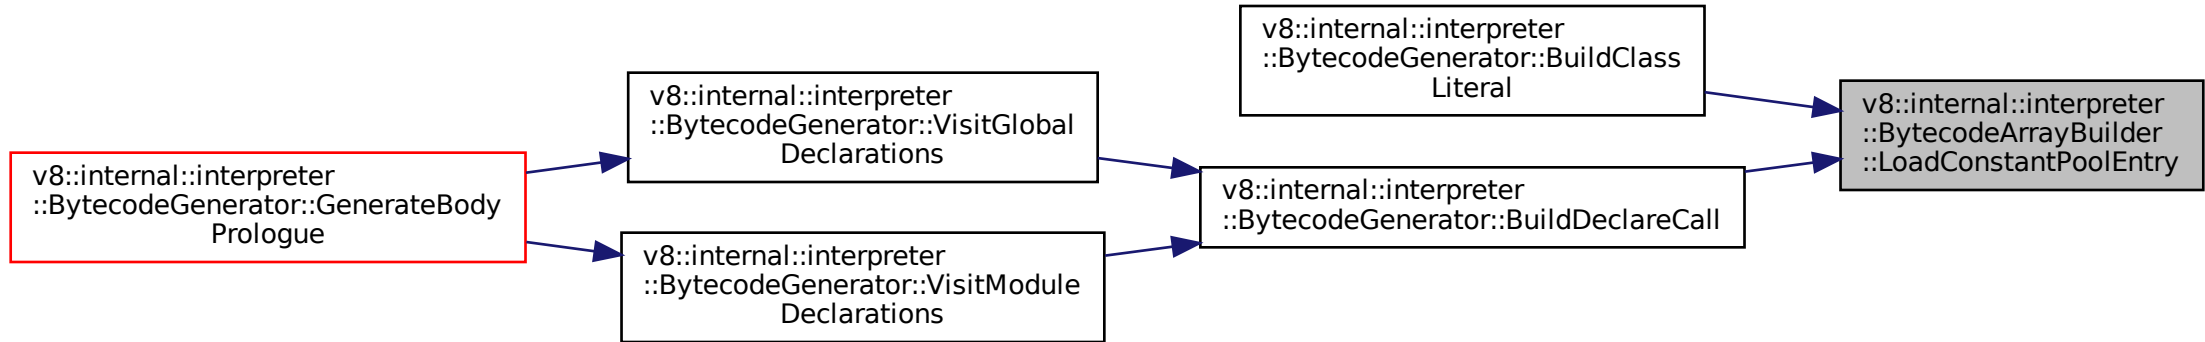 v8::internal::interpreter
::BytecodeGenerator::GenerateBody
Prologue
v8::internal::interpreter
::BytecodeGenerator::VisitGlobal
Declarations
v8::internal::interpreter
::BytecodeGenerator::VisitModule
Declarations
v8::internal::interpreter
::BytecodeGenerator::BuildClass
Literal
v8::internal::interpreter
::BytecodeGenerator::BuildDeclareCall
v8::internal::interpreter
::BytecodeArrayBuilder
::LoadConstantPoolEntry